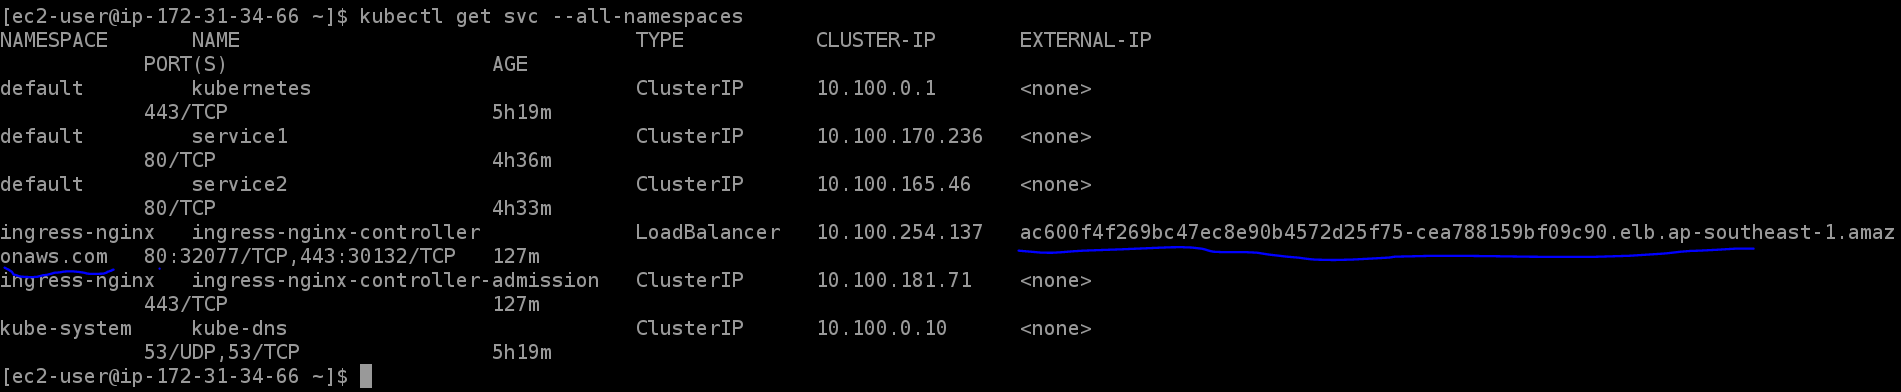 [ec2-user@ip-172-31-34-66 ~]$ kubectl get svc --all-namespaces
NAMESPACE       NAME                                 TYPE           CLUSTER-IP       EXTERNAL-IP
            PORT(S)                      AGE
default         kubernetes                           ClusterIP      10.100.0.1       <none>
            443/TCP                      5h19m
default         service1                             ClusterIP      10.100.170.236   <none>
            80/TCP                       4h36m
default         service2                             ClusterIP      10.100.165.46    <none>
            80/TCP                       4h33m
ingress-nginx   ingress-nginx-controller             LoadBalancer   10.100.254.137   ac600f4f269bc47ec8e90b4572d25f75-cea788159bf09c90.elb.ap-southeast-1.amaz
onaws.com   80:32077/TCP,443:30132/TCP   127m
ingress-nginx   ingress-nginx-controller-admission   ClusterIP      10.100.181.71    <none>
            443/TCP                      127m
kube-system     kube-dns                             ClusterIP      10.100.0.10      <none>
            53/UDP,53/TCP                5h19m
[ec2-user@ip-172-31-34-66 ~]$